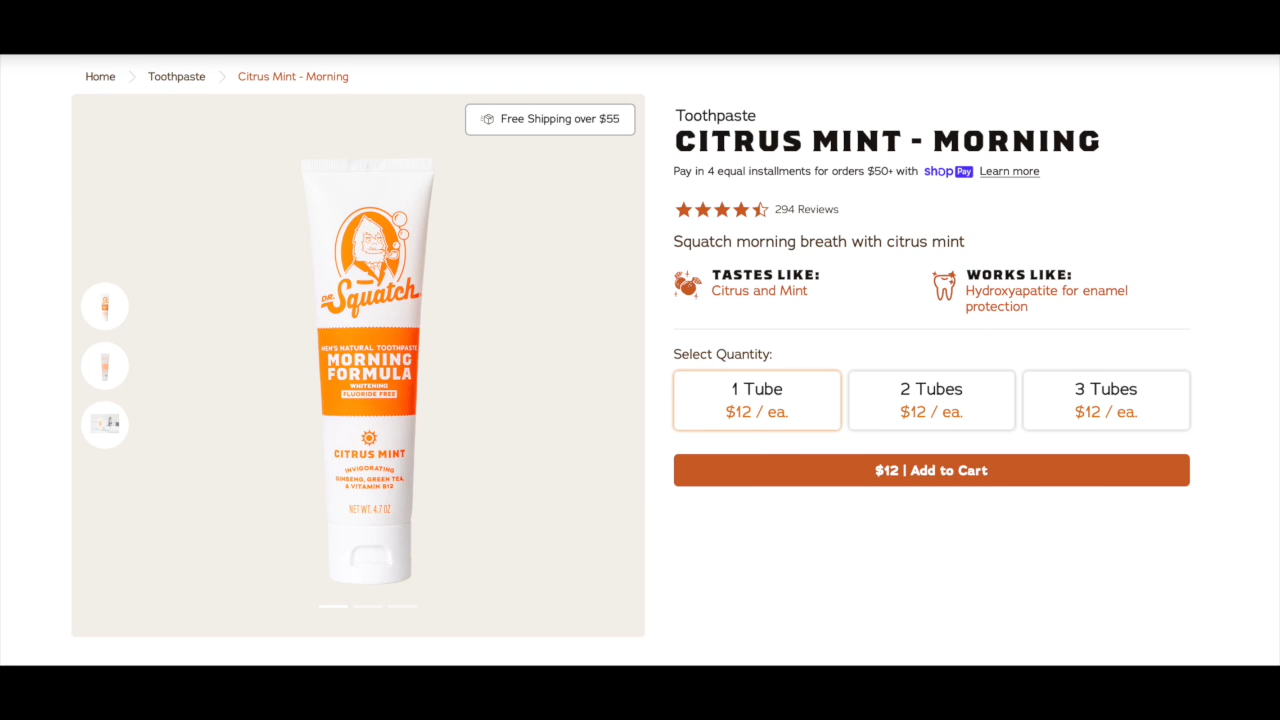 Home
Toothpaste
Citrus Mint - Morning
Free Shipping over $55
DR.
Squatch
MEN'S NATURAL TOOTHPASTE
MORNING
FORMULA
WHITENING
FLUORIDE FREE
CITRUS MINT
INVIGORATING
GINSENG, GREEN TEA,
& VITAMIN B12
NET WT. 4.7 OZ
Toothpaste
CITRUS MINT - MORNING
Pay in 4 equal installments for orders $50+ with shop Pay Learn more
294 Reviews
Squatch morning breath with citrus mint
TASTES LIKE:
Citrus and Mint
WORKS LIKE:
Hydroxyapatite for enamel
protection
Select Quantity:
1 Tube
$12 / ea.
2 Tubes
$12 / ea.
3 Tubes
$12 / ea.
$12 | Add to Cart